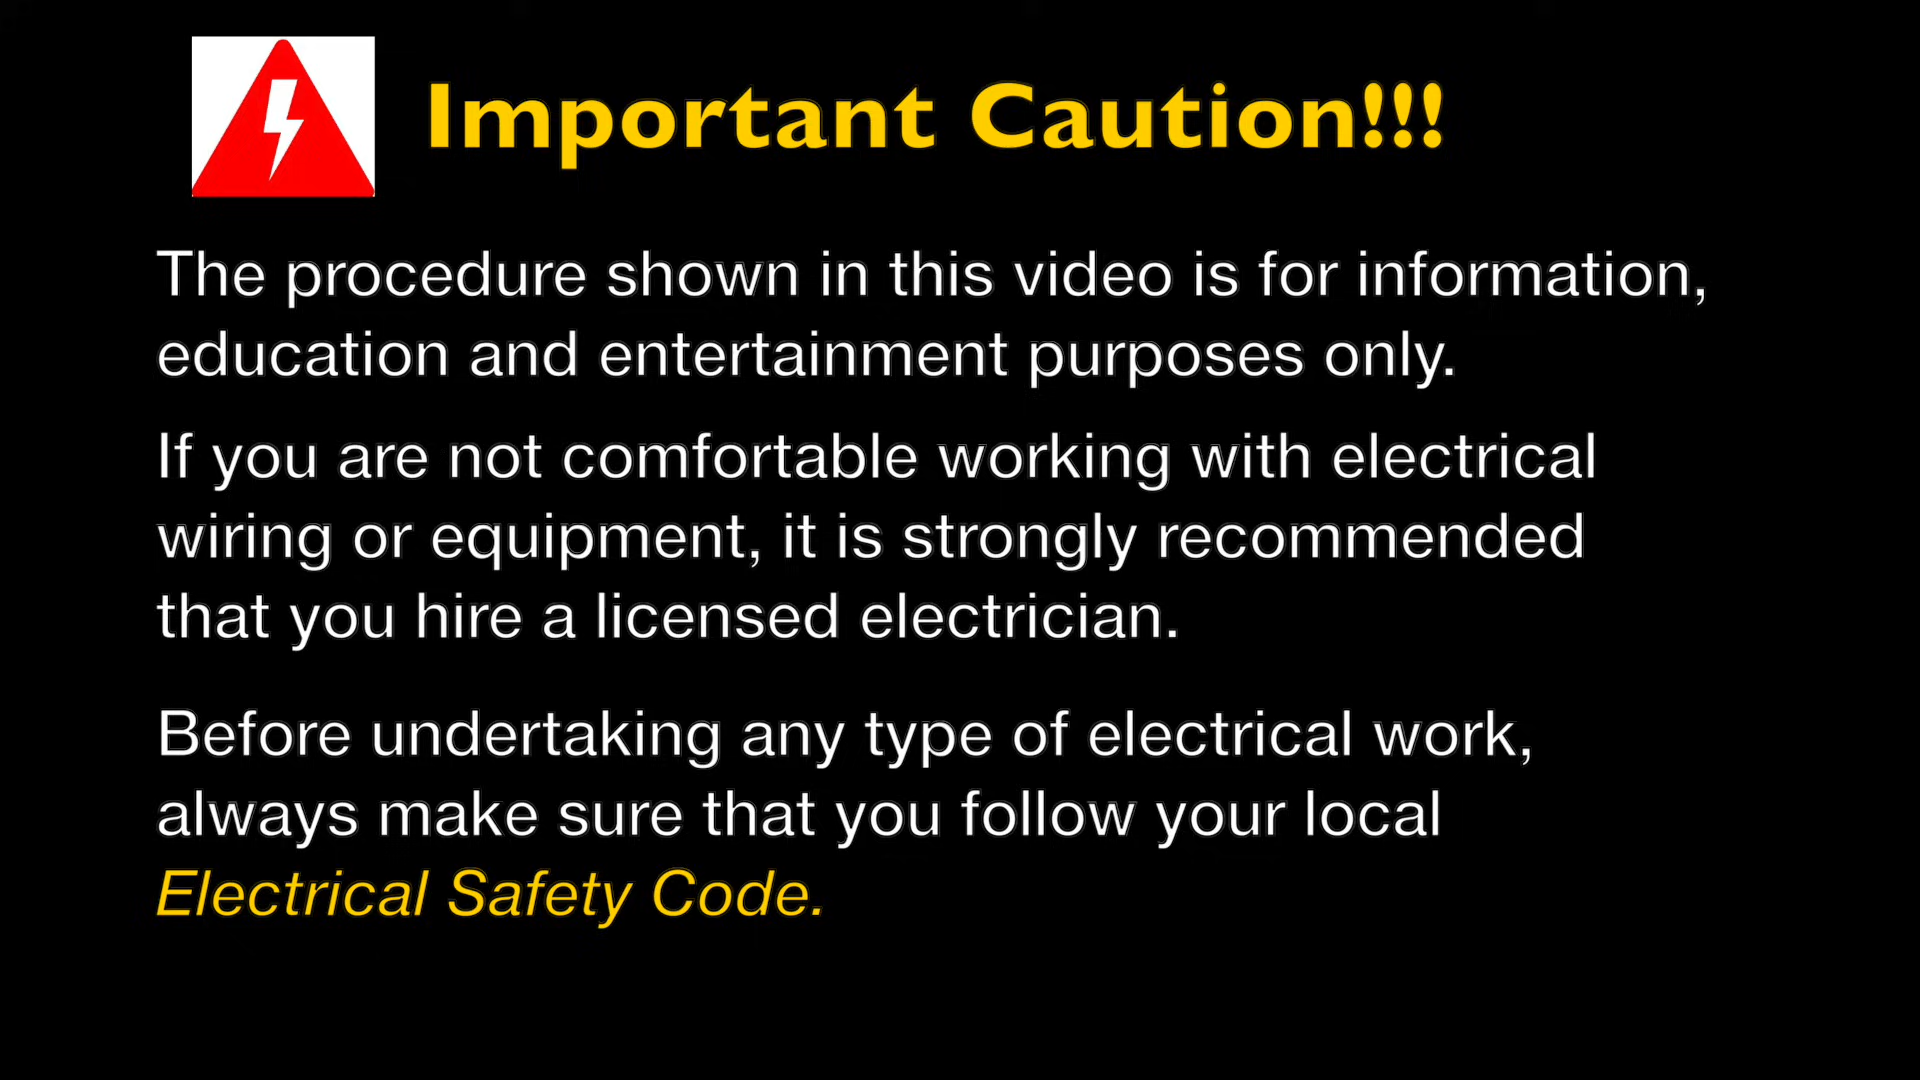 Important Caution!!!
The procedure shown in this video is for information,
education and entertainment purposes only.
If you are not comfortable working with electrical
wiring or equipment, it is strongly recommended
that you hire a licensed electrician.
Before undertaking any type of electrical work,
always make sure that you follow your local
Electrical Safety Code.